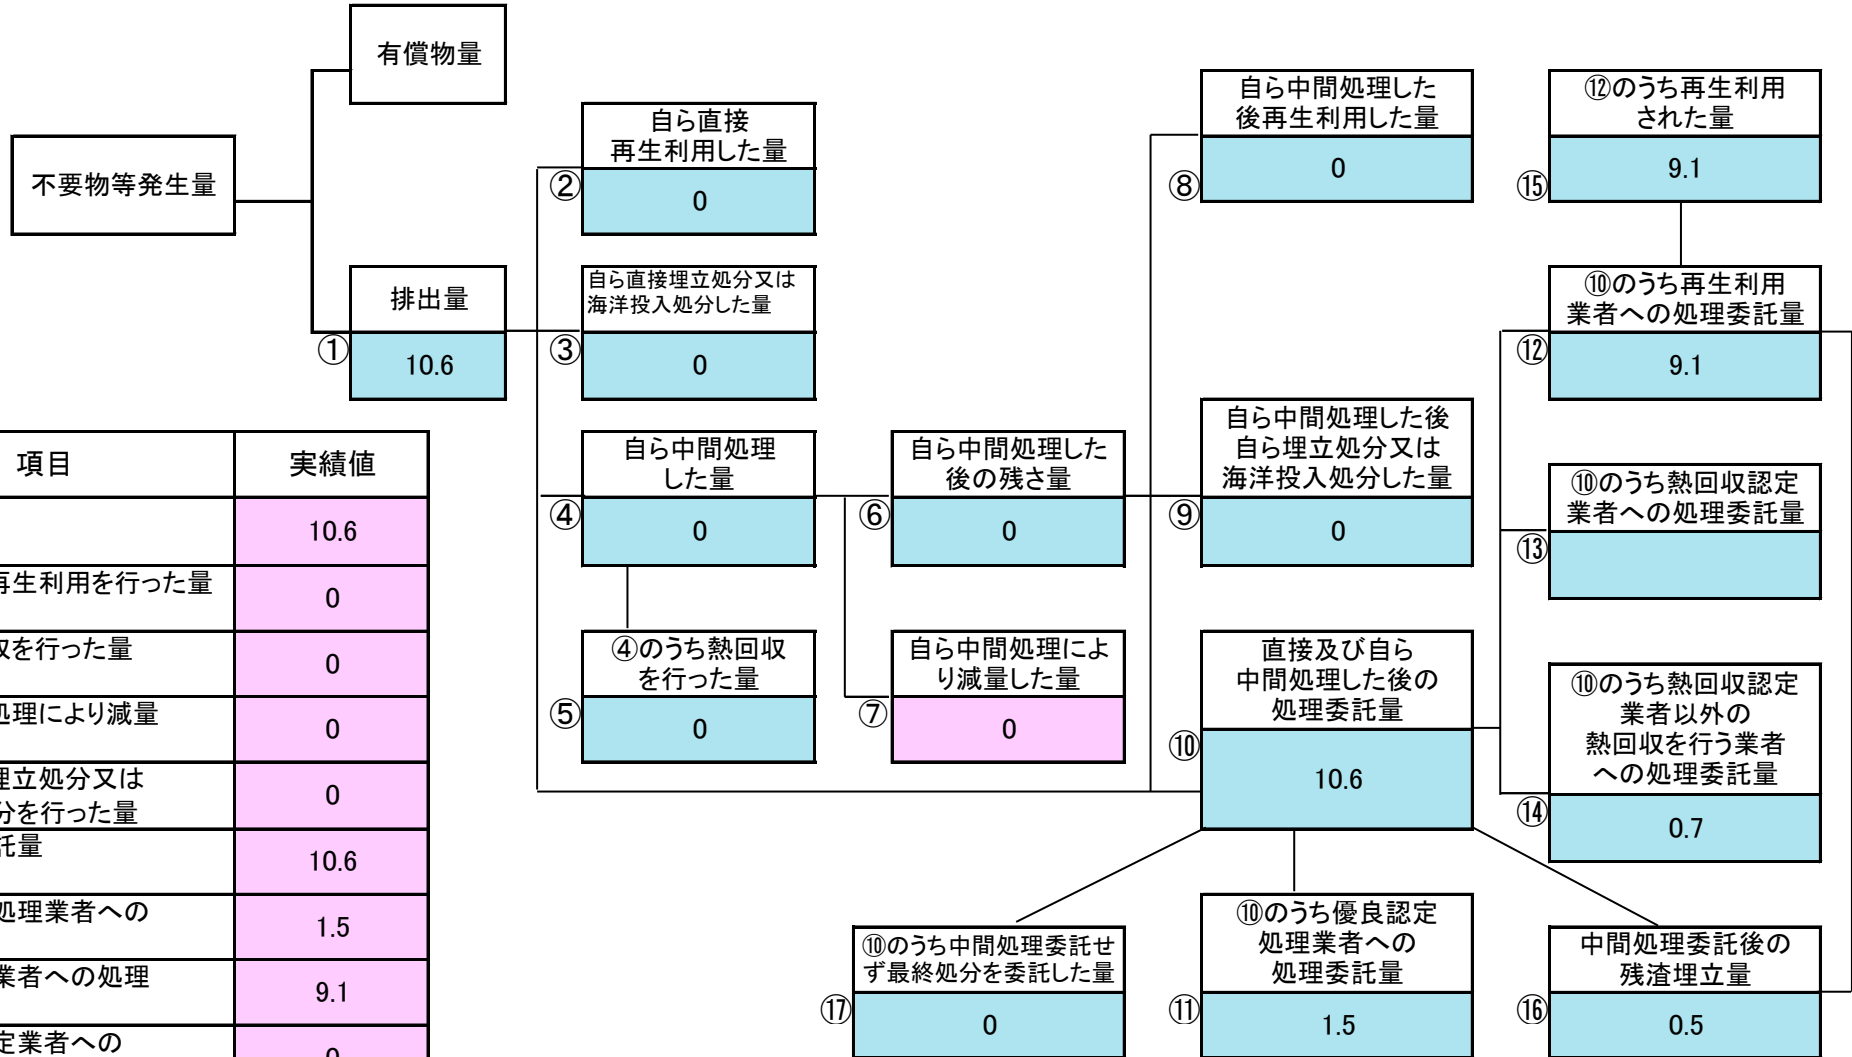 有償物量
不要物等発生量
排出量
①
10.6
自ら直接
再生利用した量
②
0
自ら直接埋立処分又は
海洋投入処分した量
③
0
自ら中間処理
した量
④
0
④のうち熱回収
を行った量
⑤
0
自ら中間処理した
後の残さ量
⑥
0
自ら中間処理によ
り減量した量
⑦
0
自ら中間処理した
後再生利用した量
⑧
0
自ら中間処理した後
自ら埋立処分又は
海洋投入処分した量
⑨
0
直接及び自ら
中間処理した後の
処理委託量
⑩
10.6
⑫のうち再生利用
された量
⑮
9.1
⑩のうち再生利用
業者への処理委託量
⑫
9.1
⑩のうち熱回収認定
業者への処理委託量
⑬
⑩のうち熱回収認定
業者以外の
熱回収を行う業者
への処理委託量
⑭
0.7
⑩のうち中間処理委託せ
ず最終処分を委託した量
⑰
0
⑩のうち優良認定
処理業者への
処理委託量
⑪
1.5
中間処理委託後の
残渣埋立量
⑯
0.5
項目 実績値
10.6
再生利用を行った量 0
を行った量 0
処理により減量 0
埋立処分又は
分を行った量 0
託量 10.6
処理業者への 1.5
業者への処理 9.1
定業者への 0